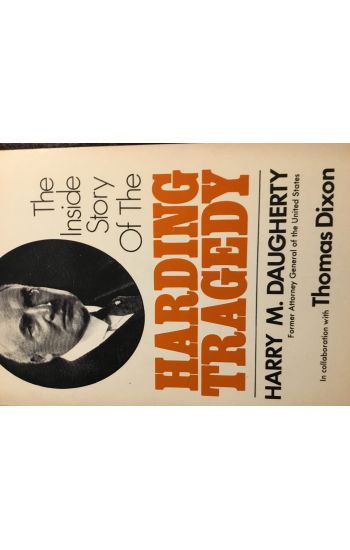 The
Inside
Story
Of The
HARDING
TRAGEDY
HARRY M. DAUGHERTY
Former Attorney General of the United States
In collaboration with Thomas Dixon